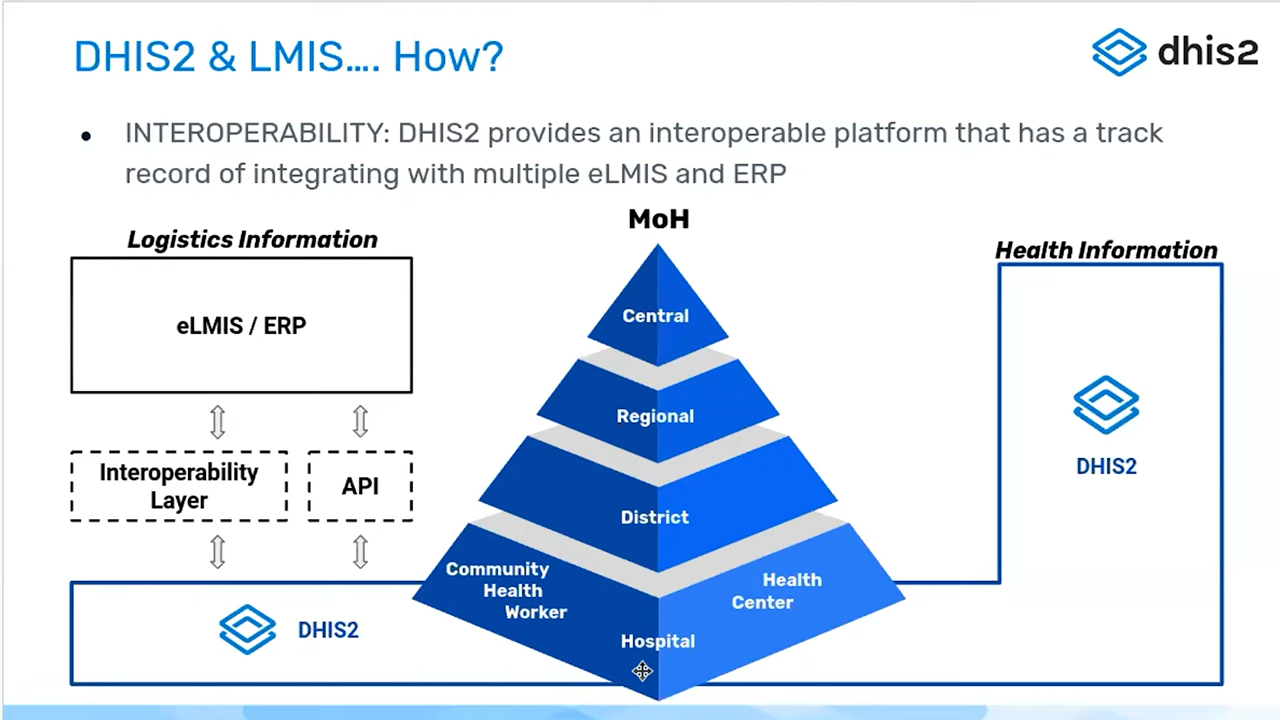 DHIS2 & LMIS.... How?
dhis2
• INTEROPERABILITY: DHIS2 provides an interoperable platform that has a track
record of integrating with multiple eLMIS and ERP
MoH
Logistics Information
Health Information
eLMIS / ERP
Central
Regional
District
Interoperability
Layer
API
DHIS2
Community
Health
Worker
Health
Center
Hospital
DHIS2